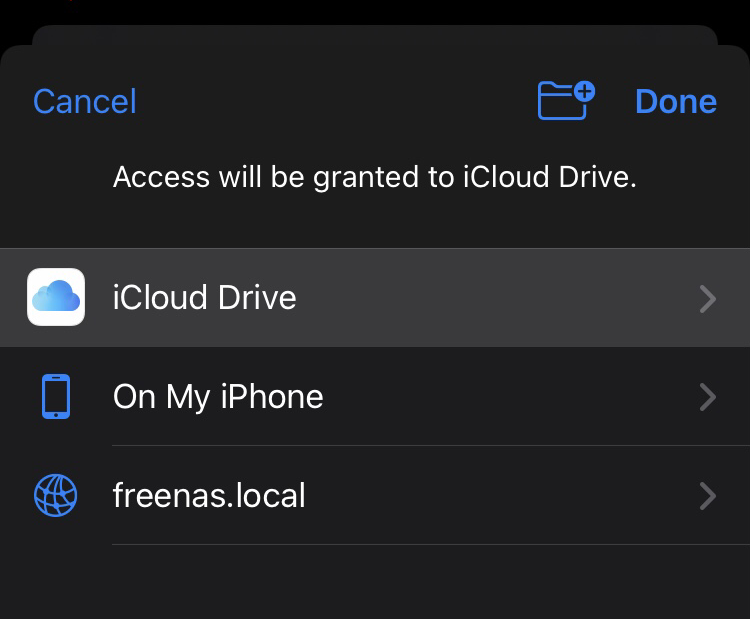 Cancel
Done
Access will be granted to iCloud Drive.
iCloud Drive
On My iPhone
freenas.local